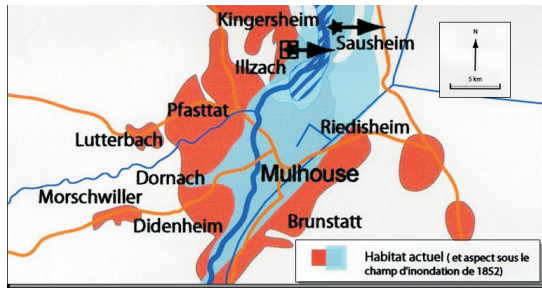 Kingersheim
Sausheim
Illzach
N
5 km
Pfasttat
Riedisheim
Lutterbach
Dornach
Mulhouse
Morschwiller
Didenheim
Brunstatt
Habitat actuel ( et aspect sous le
champ d'inondation de 1852)